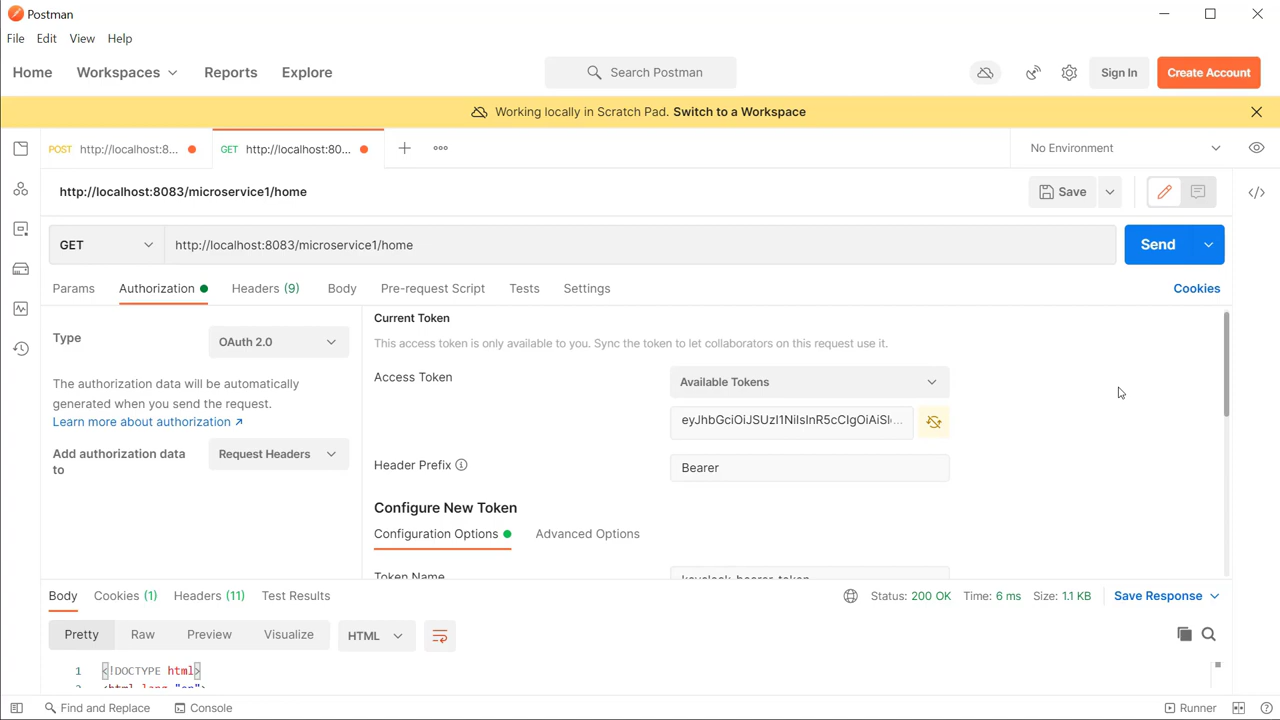 Postman
File Edit View Help
Home Workspaces Reports Explore Search Postman Sign In Create Account
Working locally in Scratch Pad. Switch to a Workspace
POST http://localhost:8... GET http://localhost:80... No Environment
http://localhost:8083/microservice1/home Save
GET http://localhost:8083/microservice1/home Send
Params Authorization Headers (9) Body Pre-request Script Tests Settings Cookies
Type OAuth 2.0
The authorization data will be automatically
generated when you send the request.
Learn more about authorization ↗
Add authorization data
to
Request Headers
Current Token
This access token is only available to you. Sync the token to let collaborators on this request use it.
Access Token Available Tokens
Header Prefix Bearer
Configure New Token
Configuration Options Advanced Options
Token Name
Body Cookies (1) Headers (11) Test Results Status: 200 OK Time: 6 ms Size: 1.1 KB Save Response
Pretty Raw Preview Visualize HTML
1 <!DOCTYPE html>
Find and Replace Console Runner